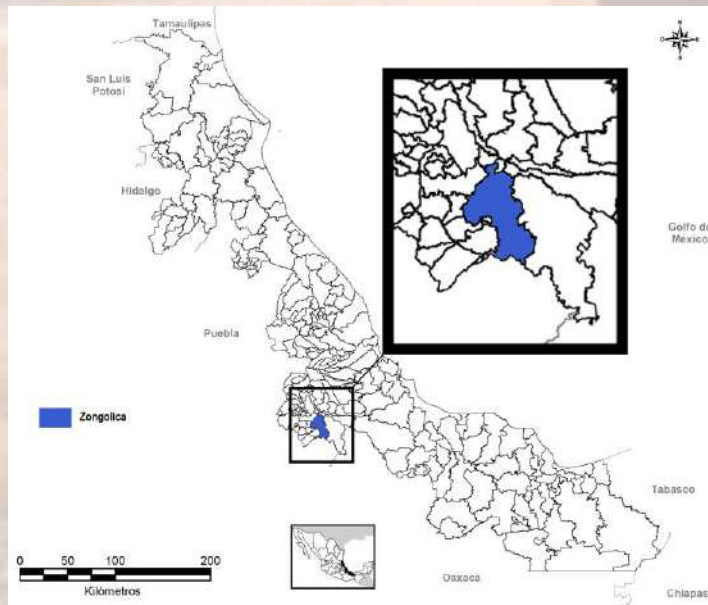 Tamaulipas
San Luis
Potosí
Hidalgo
Golfo de
México
Puebla
Zongolica
Tabasco
0 50 100 200
Kilómetros
Oaxaca
Chiapas